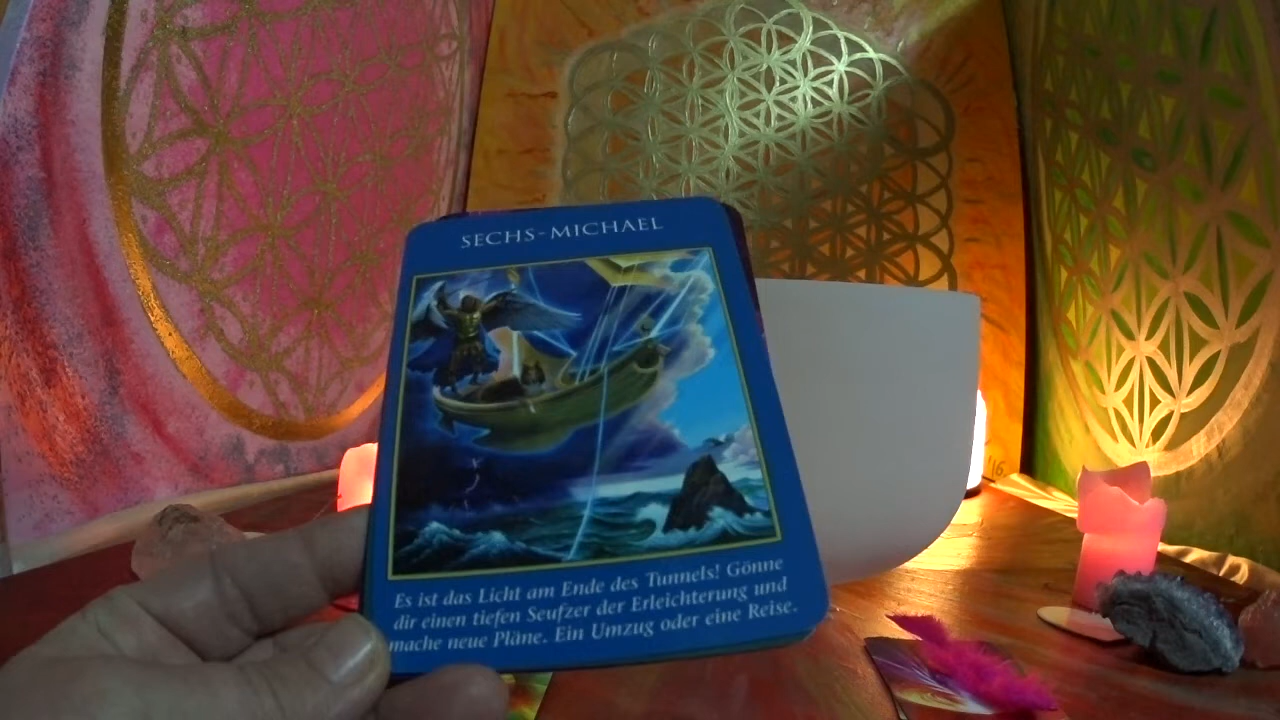 SECHS-MICHAEL
Es ist das Licht am Ende des Tunnels! Gönne
dir einen tiefen Seufzer der Erleichterung und
mache neue Pläne. Ein Umzug oder eine Reise.
'16